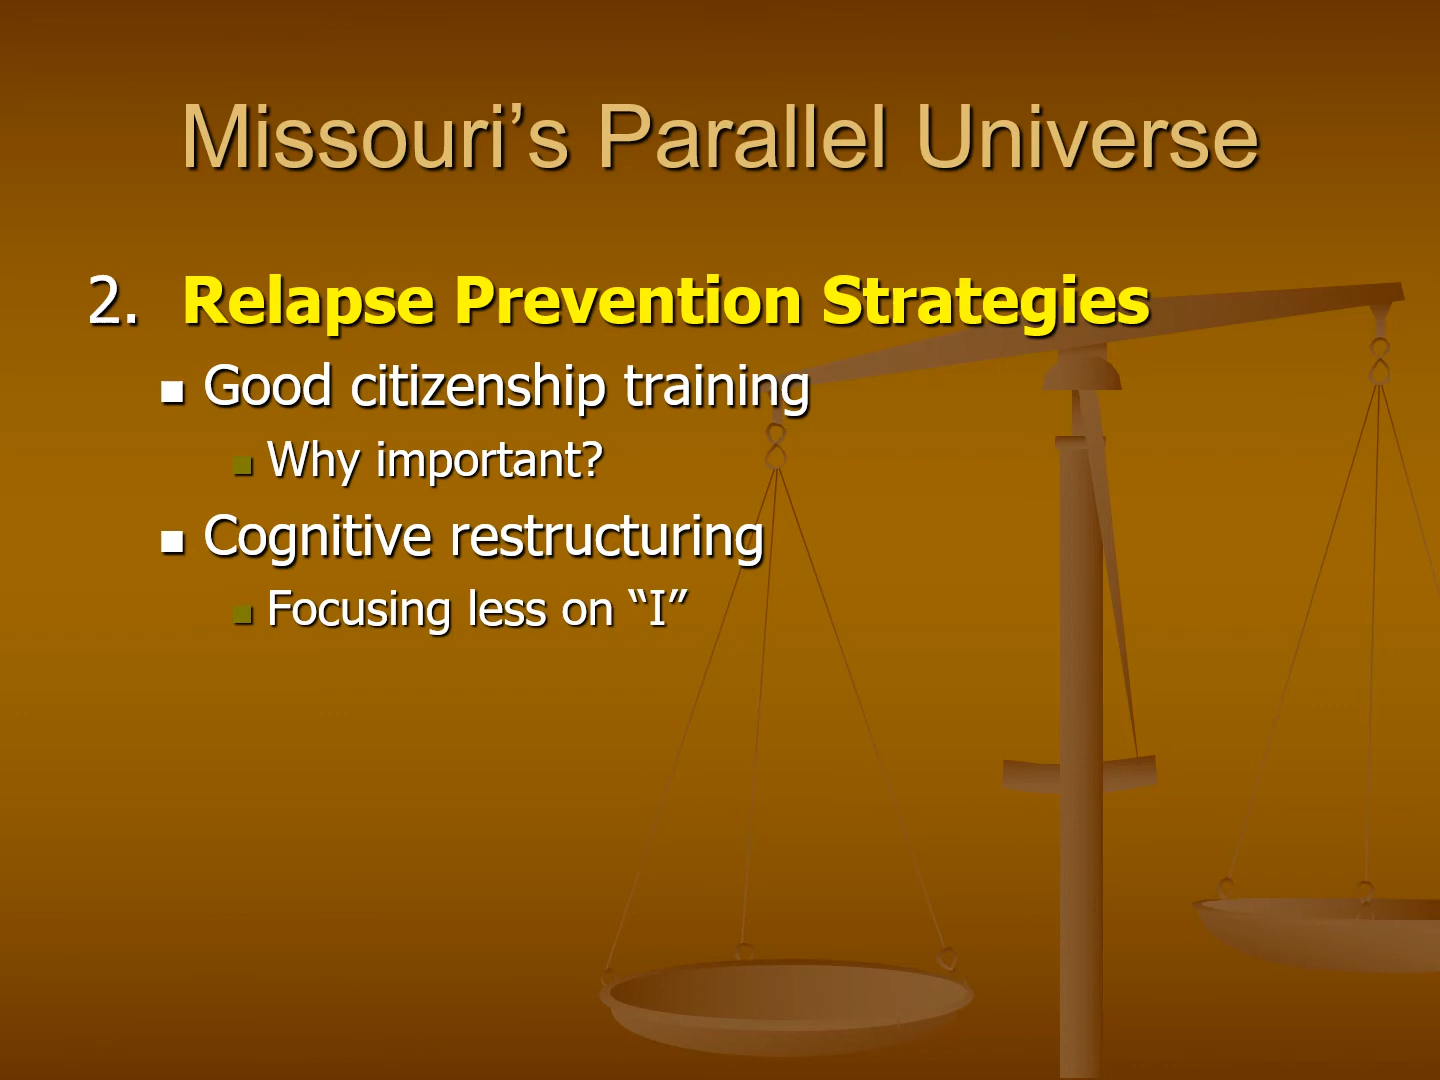 Missouri’s Parallel Universe
2. Relapse Prevention Strategies
Good citizenship training
Why important?
Cognitive restructuring
Focusing less on “I”